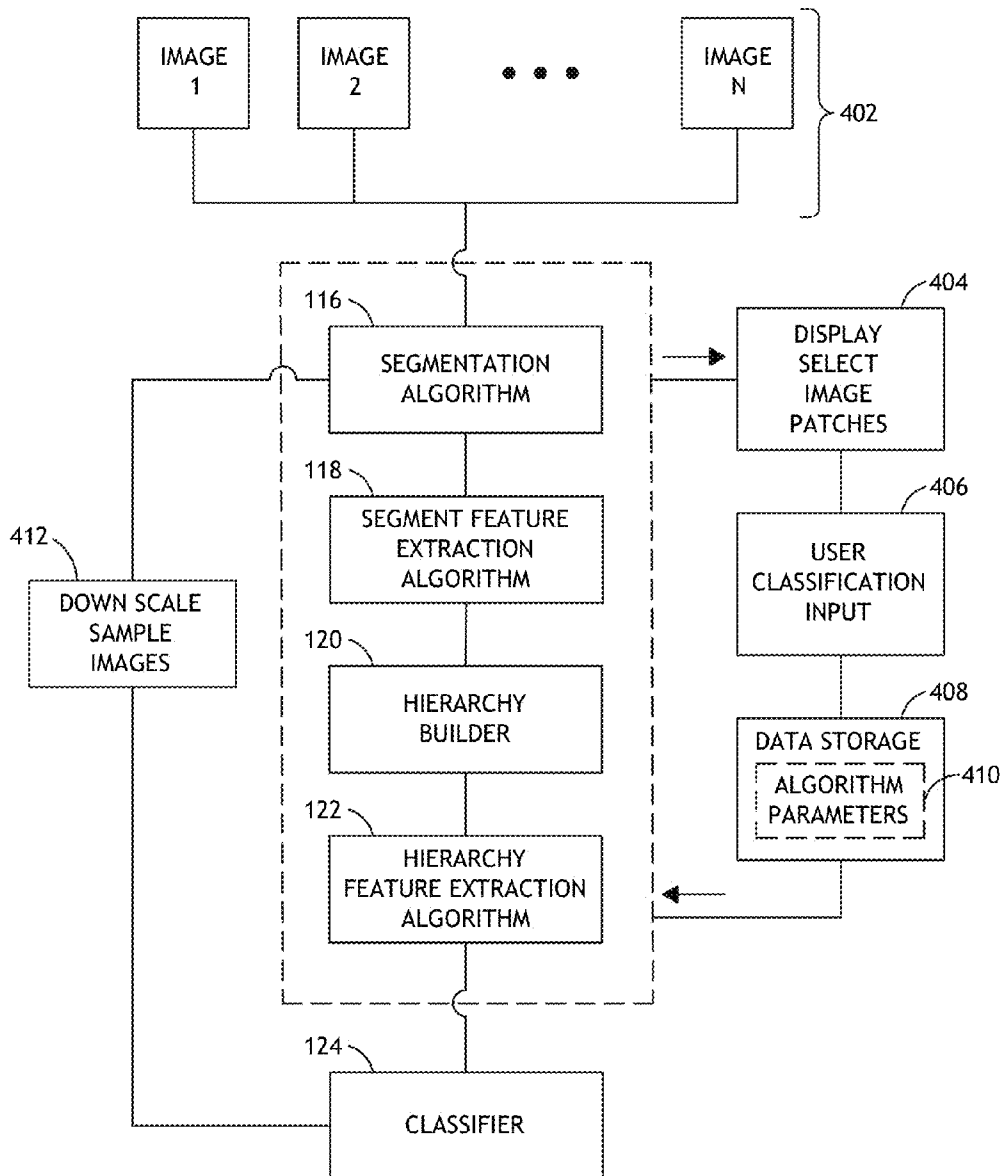 IMAGE
1
IMAGE
2
IMAGE
N
402
116
SEGMENTATION
ALGORITHM
404
DISPLAY
SELECT
IMAGE
PATCHES
118
SEGMENT FEATURE
EXTRACTION
ALGORITHM
406
USER
CLASSIFICATION
INPUT
412
DOWN SCALE
SAMPLE
IMAGES
120
HIERARCHY
BUILDER
408
DATA STORAGE
410
ALGORITHM
PARAMETERS
122
HIERARCHY
FEATURE EXTRACTION
ALGORITHM
124
CLASSIFIER